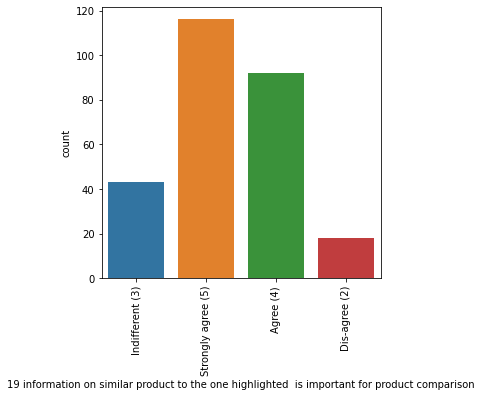 120
100
80
60
40
20
0
count
Indifferent (3)
Strongly agree (5)
Agree (4)
Dis-agree (2)
19 information on similar product to the one highlighted  is important for product comparison